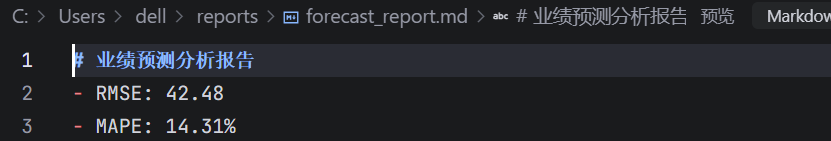 C: > Users > dell > reports > forecast_report.md > abc # 业绩预测分析报告 预览 Markdow
1 # 业绩预测分析报告
2 - RMSE: 42.48
3 - MAPE: 14.31%